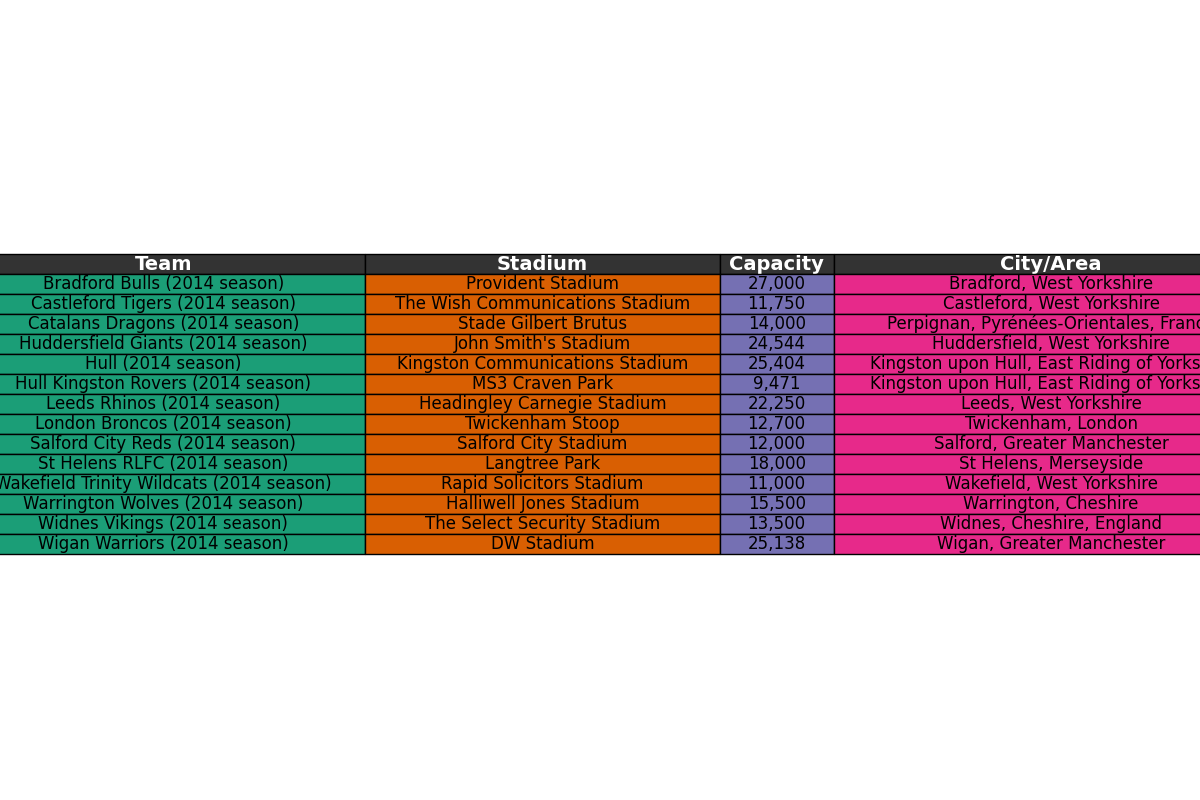 Team Stadium Capacity City/Area
Bradford Bulls (2014 season) Provident Stadium 27,000 Bradford, West Yorkshire
Castleford Tigers (2014 season) The Wish Communications Stadium 11,750 Castleford, West Yorkshire
Catalans Dragons (2014 season) Stade Gilbert Brutus 14,000 Perpignan, Pyrénées-Orientales,
Huddersfield Giants (2014 season) John Smith's Stadium 24,544 Huddersfield, West Yorkshire
Hull (2014 season) Kingston Communications Stadium 25,404 Kingston upon Hull, East Riding of
Hull Kingston Rovers (2014 season) MS3 Craven Park 9,471 Kingston upon Hull, East Riding of
Leeds Rhinos (2014 season) Headingley Carnegie Stadium 22,250 Leeds, West Yorkshire
London Broncos (2014 season) Twickenham Stoop 12,700 Twickenham, London
Salford City Reds (2014 season) Salford City Stadium 12,000 Salford, Greater Manchester
St Helens RLFC (2014 season) Langtree Park 18,000 St Helens, Merseyside
Wakefield Trinity Wildcats (2014 season) Rapid Solicitors Stadium 11,000 Wakefield, West Yorkshire
Warrington Wolves (2014 season) Halliwell Jones Stadium 15,500 Warrington, Cheshire
Widnes Vikings (2014 season) The Select Security Stadium 13,500 Widnes, Cheshire, England
Wigan Warriors (2014 season) DW Stadium 25,138 Wigan, Greater Manchester